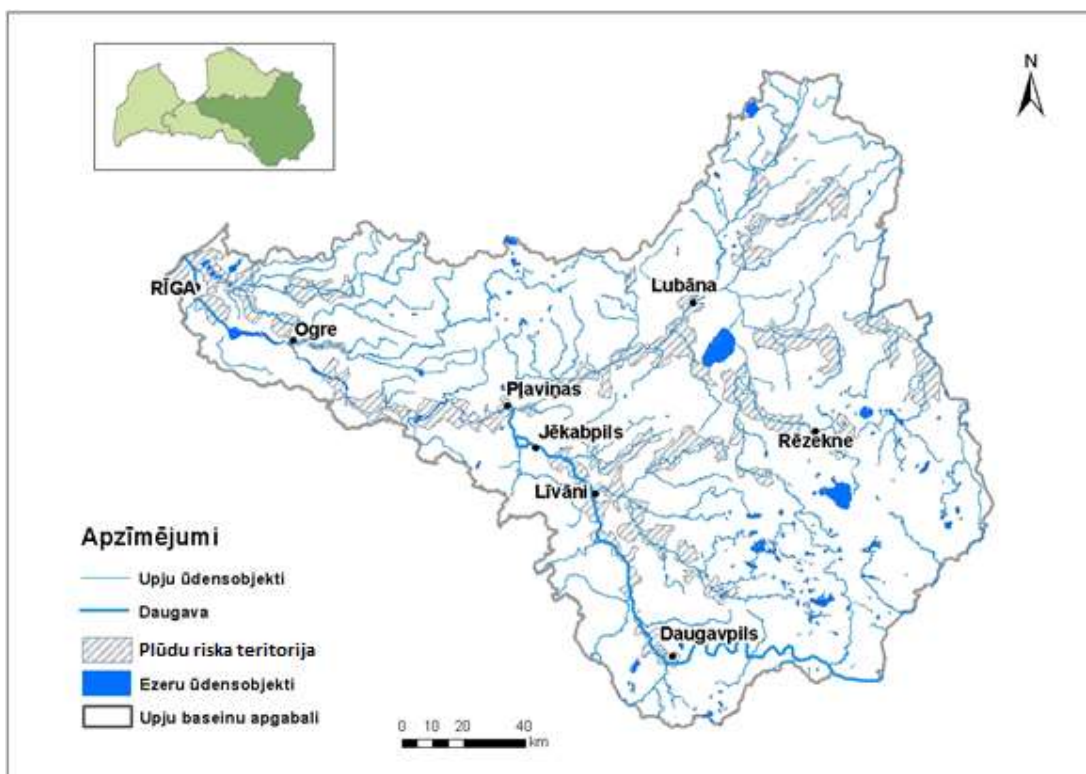 N
RĪGA
Ogre
Lubāna
Pļaviņas
Jēkabpils
Rēzekne
Līvāni
Daugavpils
Apzīmējumi
Upju ūdensobjekti
Daugava
Plūdu riska teritorija
Ezeru ūdensobjekti
Upju baseinu apgabali
0 10 20 40
km